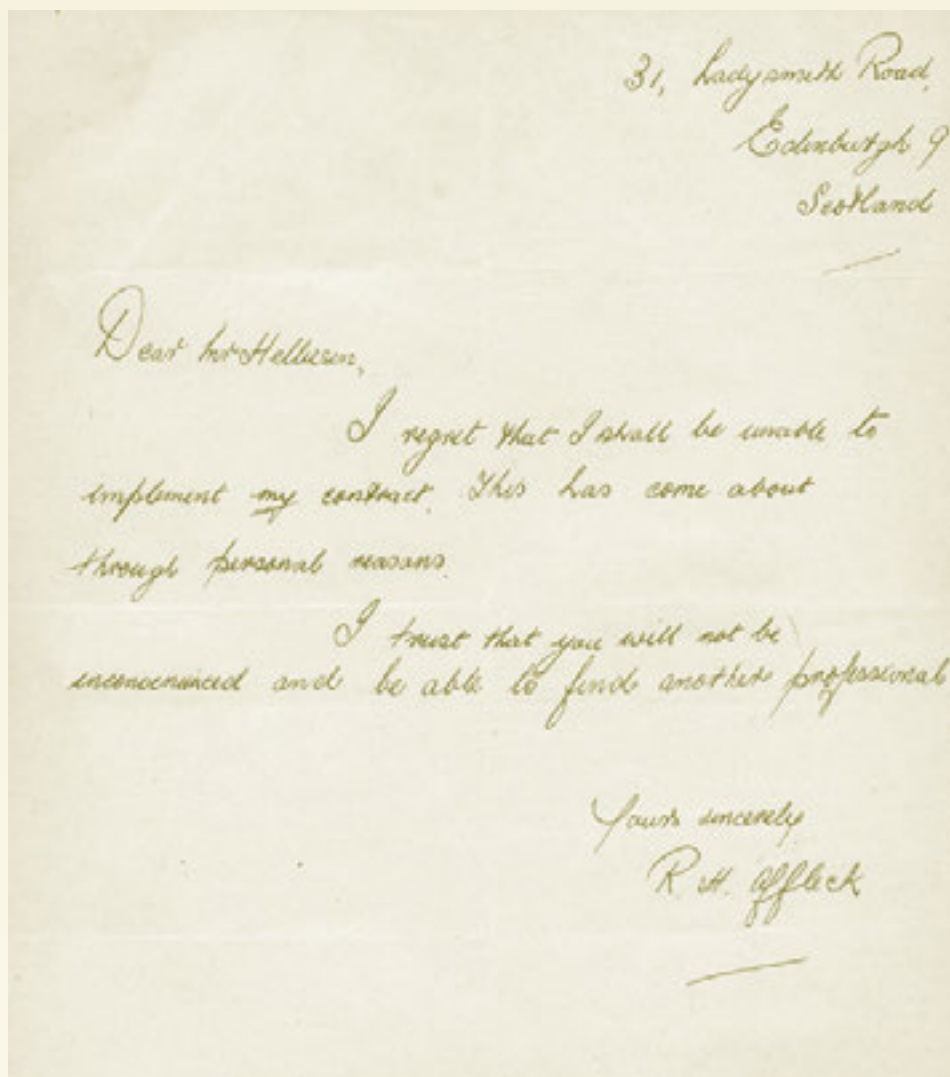 31, Ladysmith Road,
Edinburgh 9
Scotland
Dear Mr Helliesen,
I regret that I shall be unable to
implement my contract. This has come about
through personal reasons.
I trust that you will not be
and be able to find another professional
Yours sincerely
R. H. Affleck